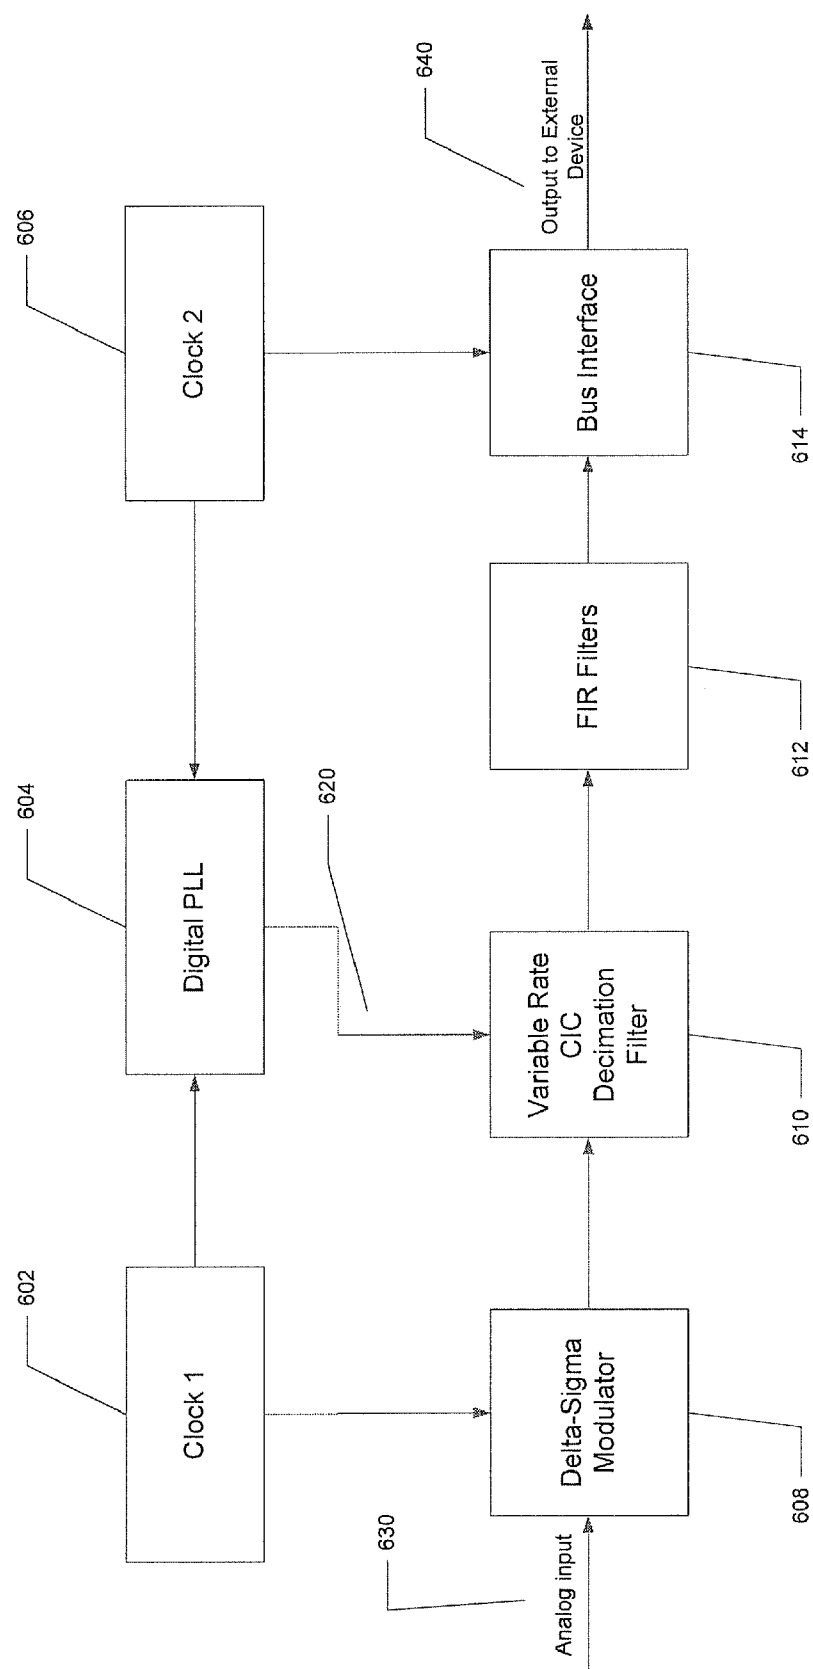 602
604
606
Clock 1
Digital PLL
Clock 2
620
630
640
Analog input
Output to External
Device
Delta-Sigma
Modulator
Variable Rate
CIC
Decimation
Filter
FIR Filters
Bus Interface
608
610
612
614